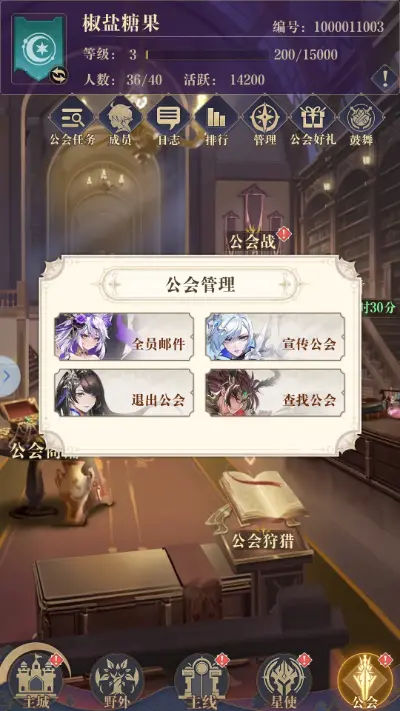 椒盐糖果
编号：1000011003
等级：3
200/15000
人数：36/40 活跃：14200
公会任务 成员 日志 排行 管理 公会好礼 鼓舞
公会战
公会管理
时30分
全员邮件 宣传公会
退出公会 查找公会
公会商
公会狩猎
主城 野外 主线 星使 公会